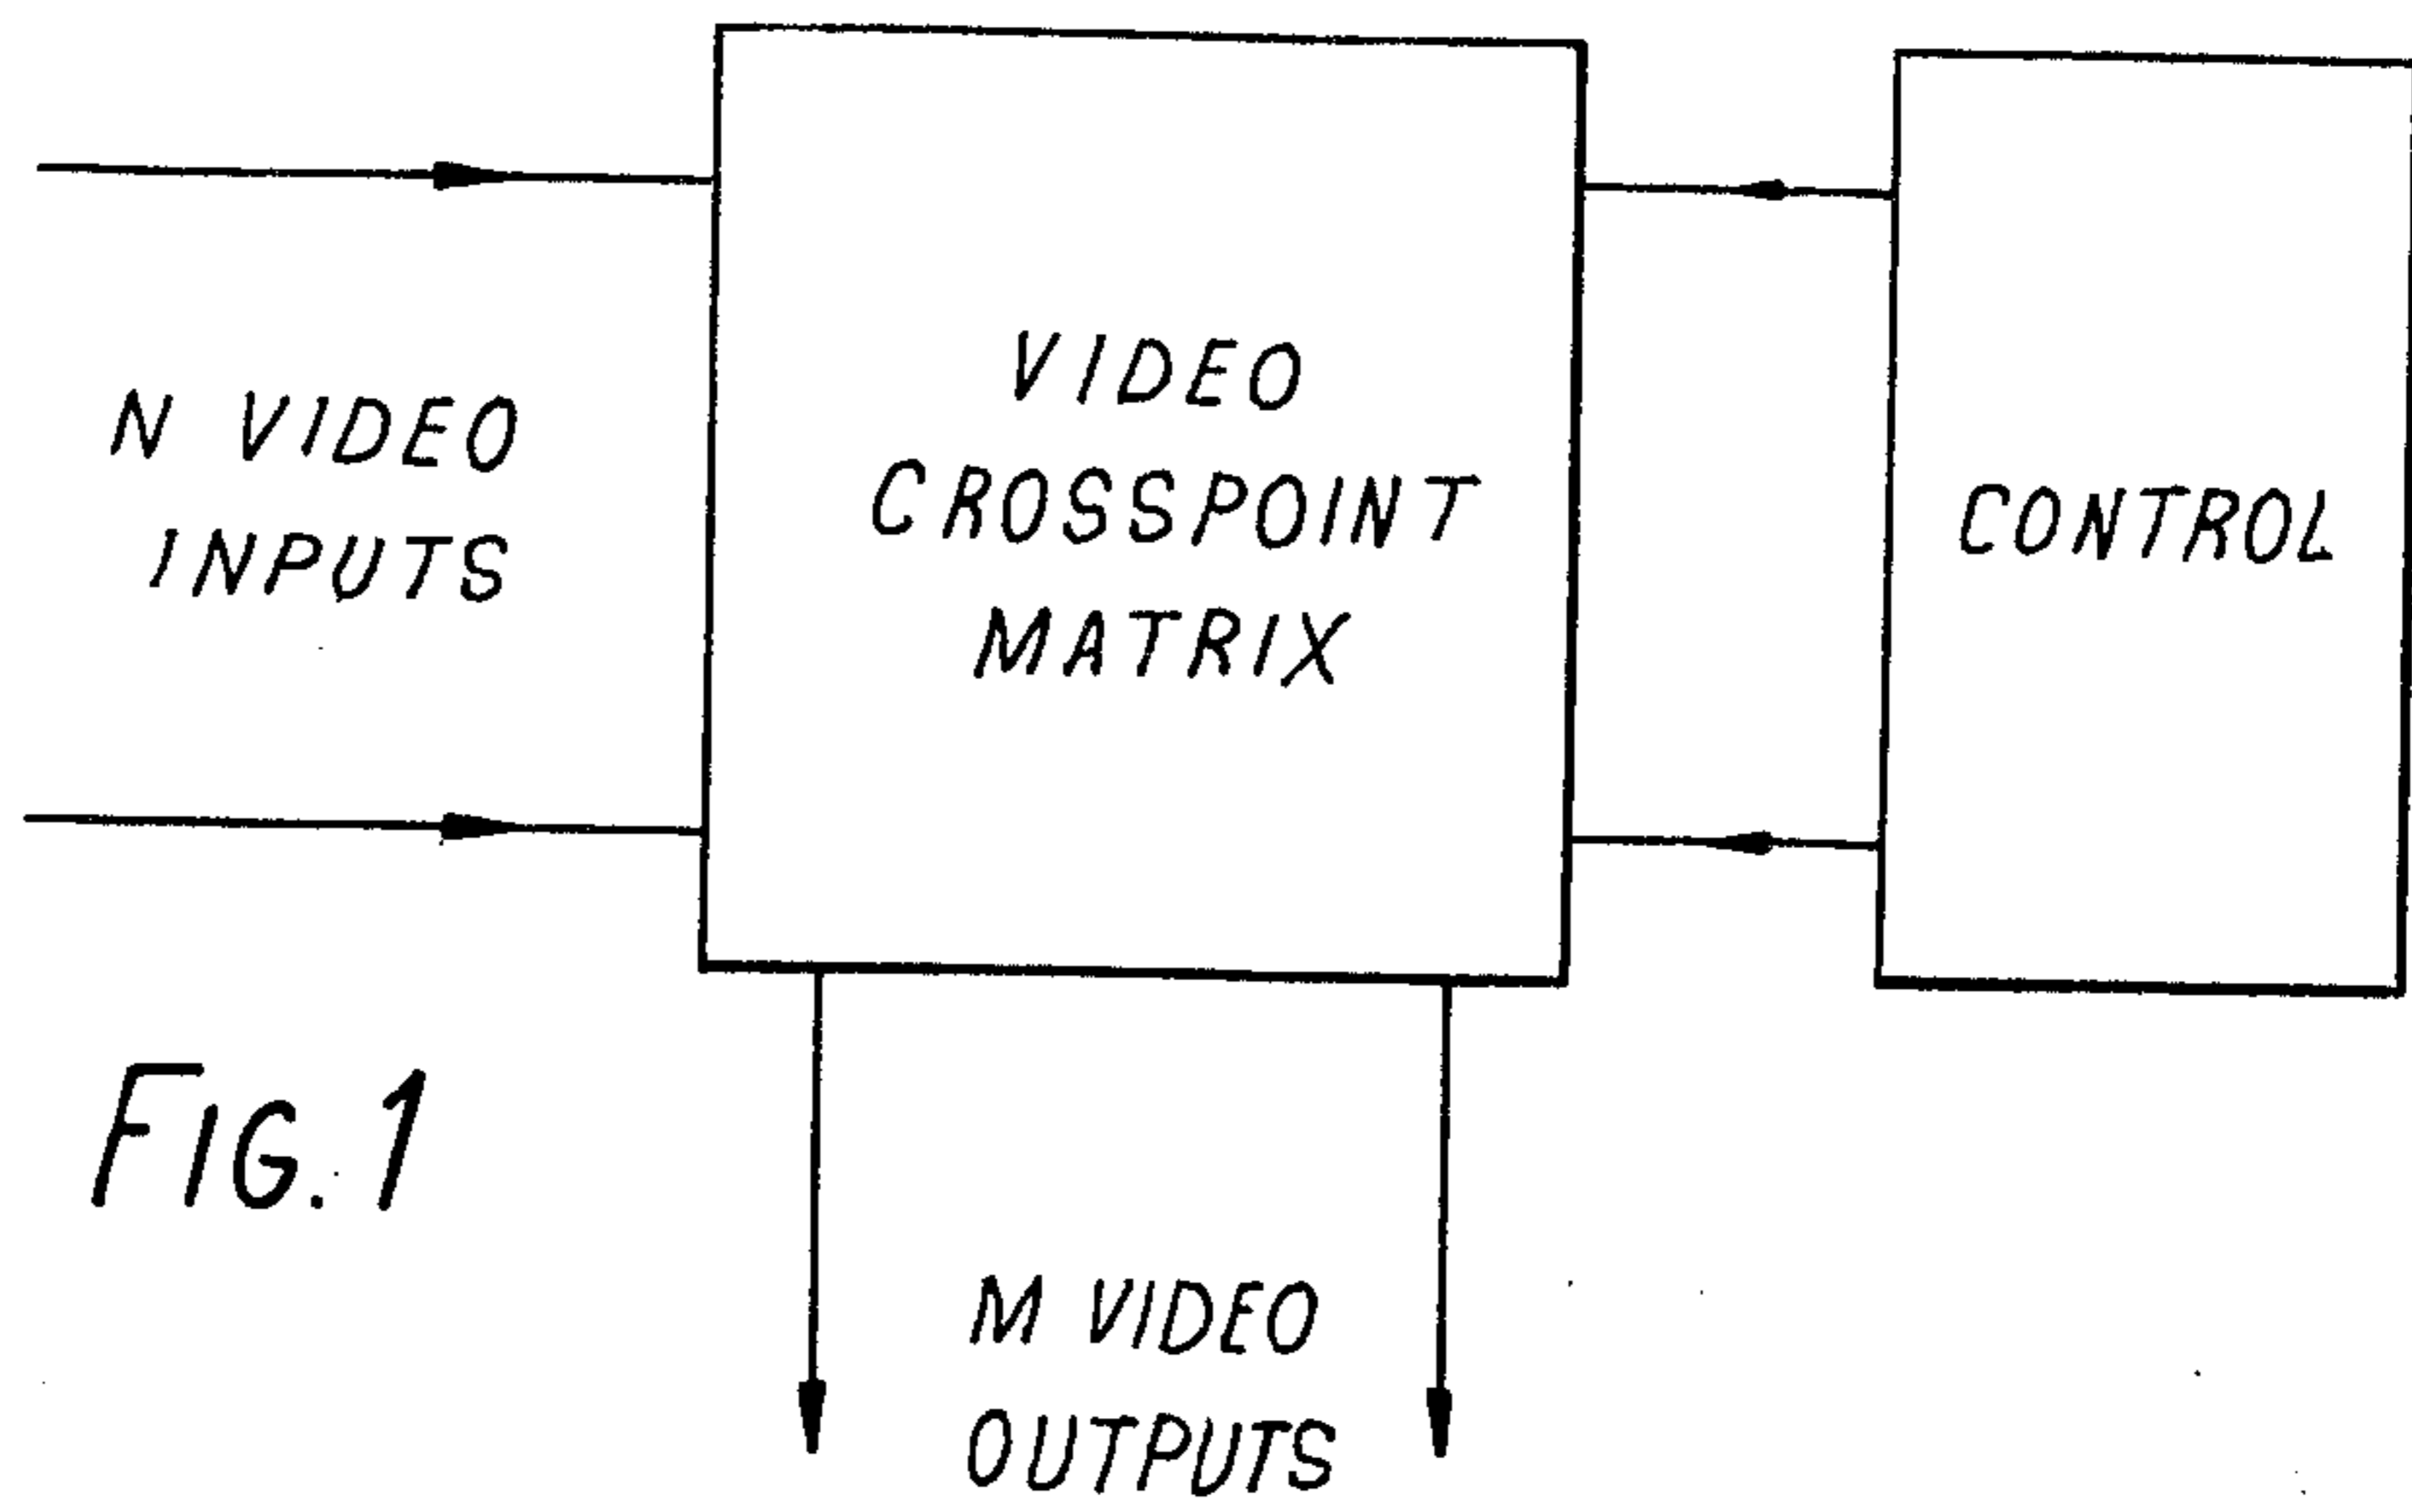 N VIDEO
INPUTS
VIDEO
CROSSPOINT
MATRIX
CONTROL
FIG. 1
M VIDEO
OUTPUTS